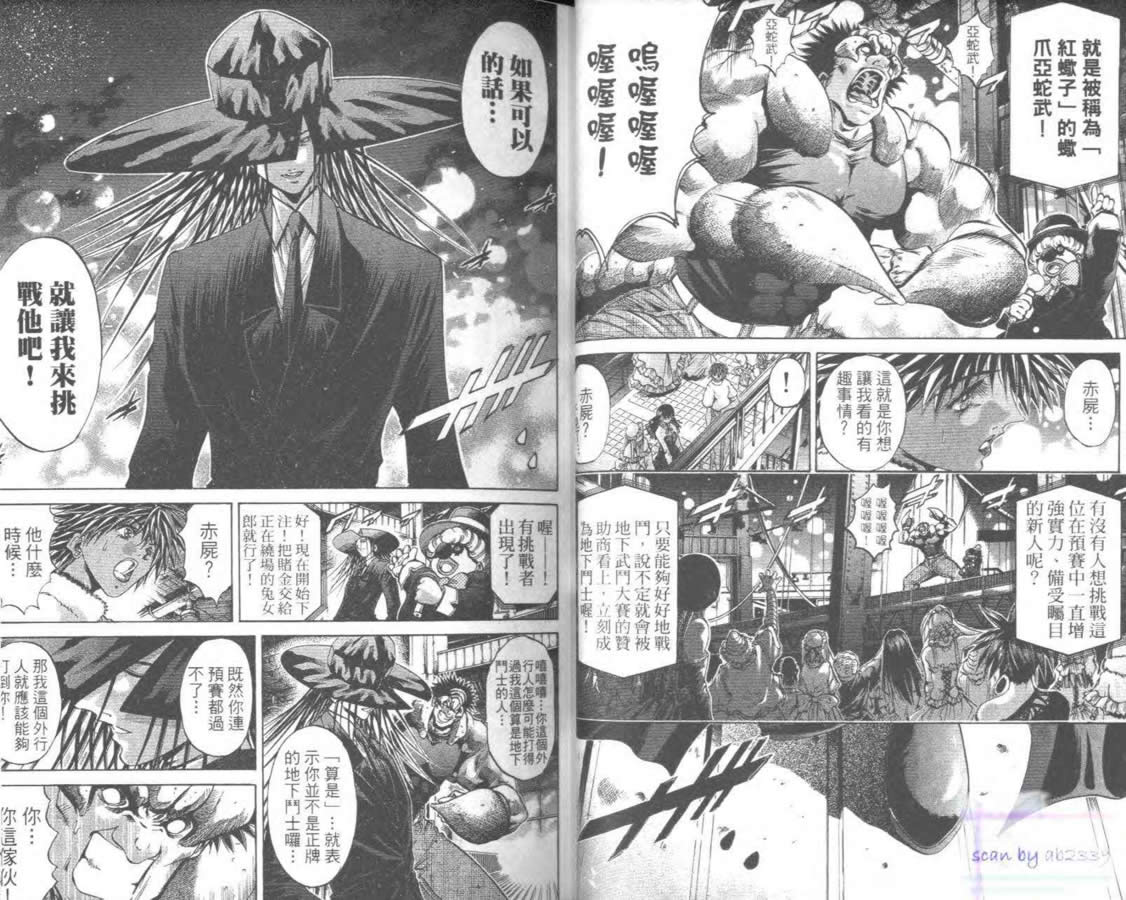 就是被稱為「
紅蠍子」的蠍
爪亞蛇武！
亞蛇武！
亞蛇武！
嗚喔喔喔
喔喔喔！
赤屍…
這就是你想
讓我看的有
趣事情？
！
赤屍？
有沒有人想挑戰這
位在預賽中一直增
強實力、備受矚目
的新人呢？
喔喔喔喔
喔喔喔！
只要能夠好好地戰
鬥，說不定就會被
地下武鬥大賽的贊
助商看上，立刻成
為地下鬥士喔！
如果可以
的話…
就讓我來挑
戰他吧！
喔——！
有挑戰者
出現了！
好！現在開始下
注！把賭金交給
正在繞場的兔女
郎就行了！
赤屍？
他什麼
時候…
嘻嘻嘻…你這個外
行人怎麼可能打得
過我這個算是地下
鬥士的人…
「算是」…就表
示你並不是正牌
的地下鬥士囉…
既然你連
預賽都過
不了…
那我這個外行
人就應該能夠
打到你！
你…
你這傢伙！
scan by ab2339